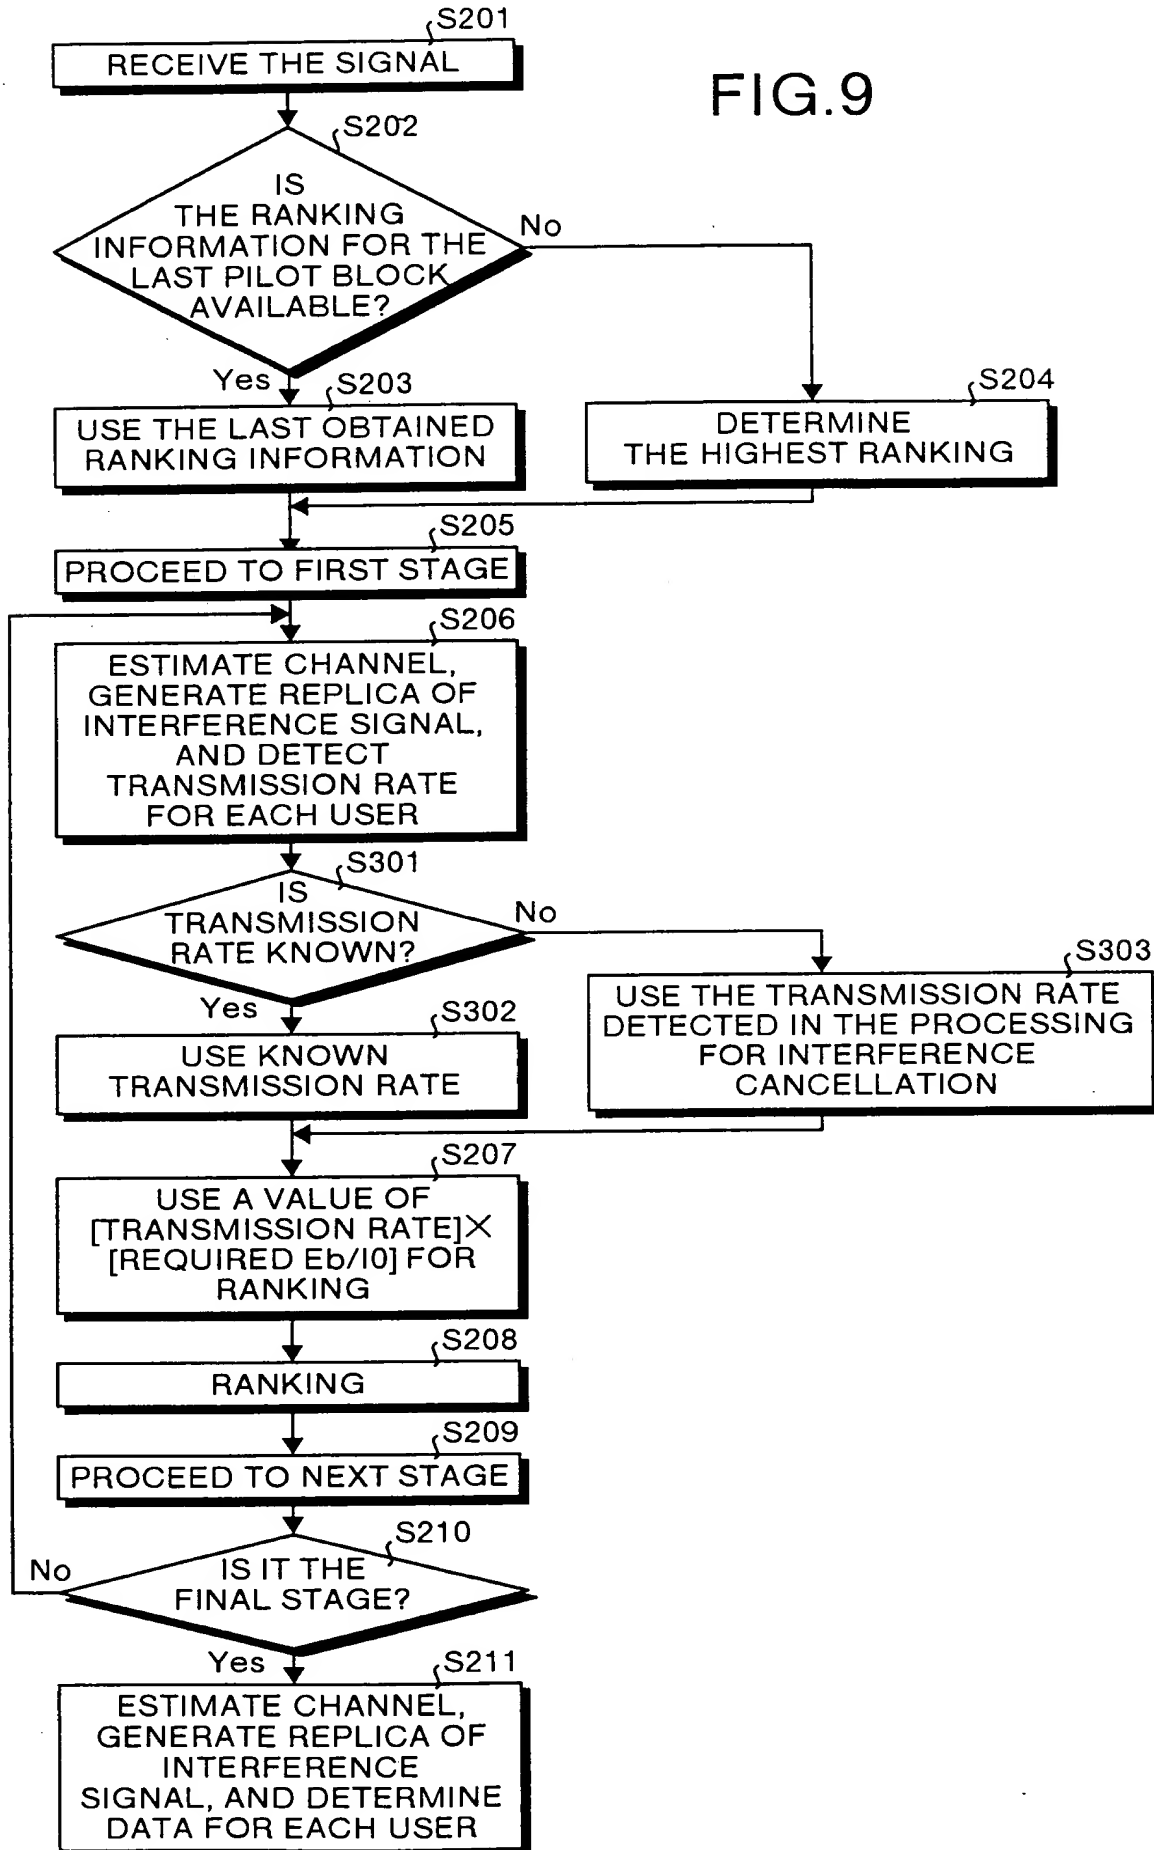 FIG.9
S201
RECEIVE THE SIGNAL
S202
IS
THE RANKING
INFORMATION FOR THE
LAST PILOT BLOCK
AVAILABLE?
No
Yes
S203
USE THE LAST OBTAINED
RANKING INFORMATION
S204
DETERMINE
THE HIGHEST RANKING
S205
PROCEED TO FIRST STAGE
S206
ESTIMATE CHANNEL,
GENERATE REPLICA OF
INTERFERENCE SIGNAL,
AND DETECT
TRANSMISSION RATE
FOR EACH USER
S301
IS
TRANSMISSION
RATE KNOWN?
No
Yes
S302
USE KNOWN
TRANSMISSION RATE
S303
USE THE TRANSMISSION RATE
DETECTED IN THE PROCESSING
FOR INTERFERENCE
CANCELLATION
S207
USE A VALUE OF
[TRANSMISSION RATE]×
[REQUIRED Eb/I0] FOR
RANKING
S208
RANKING
S209
PROCEED TO NEXT STAGE
S210
IS IT THE
FINAL STAGE?
No
Yes
S211
ESTIMATE CHANNEL,
GENERATE REPLICA OF
INTERFERENCE
SIGNAL, AND DETERMINE
DATA FOR EACH USER